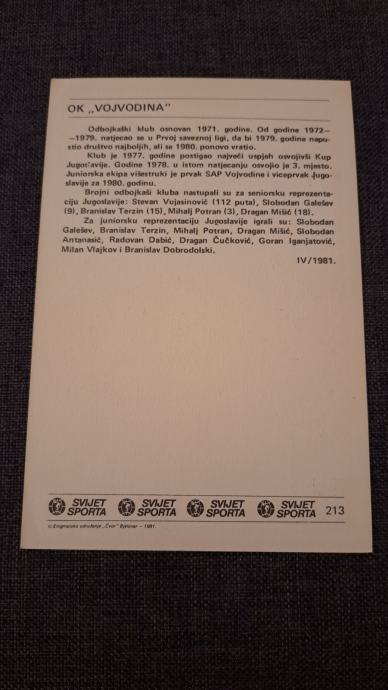 OK „VOJVODINA”
Odbojkaški klub osnovan 1971. godine. Od godine 1972—
—1979. natjecao se u Prvoj saveznoj ligi, da bi 1979. godine napu-
stio društvo najboljih, ali se 1980. ponovo vratio.
Klub je 1977. godine postigao najveći uspjeh osvojivši Kup
Jugoslavije. Godine 1978. u istom natjecanju osvojio je 3. mjesto.
Juniorska ekipa višestruki je prvak SAP Vojvodine i viceprvak Jugo-
slavije za 1980. godinu.
Brojni odbojkaši kluba nastupali su za seniorsku reprezenta-
ciju Jugoslavije: Stevan Vujasinović (112 puta), Slobodan Galešev
(9), Branislav Terzin (15), Mihalj Potran (3), Dragan Mišić (18).
Za juniorsku reprezentaciju Jugoslavije igrali su: Slobodan
Galešev, Branislav Terzin, Mihalj Potran, Dragan Mišić, Slobodan
Antanasić, Radovan Dabić, Dragan Čučković, Goran Iganjatović,
Milan Vlajkov i Branislav Dobrodolski.
IV/1981.
SVIJET SPORTA SVIJET SPORTA SVIJET SPORTA SVIJET SPORTA 213
© Enigmatsko udruženje „Čvor” Bjelovar – 1981.